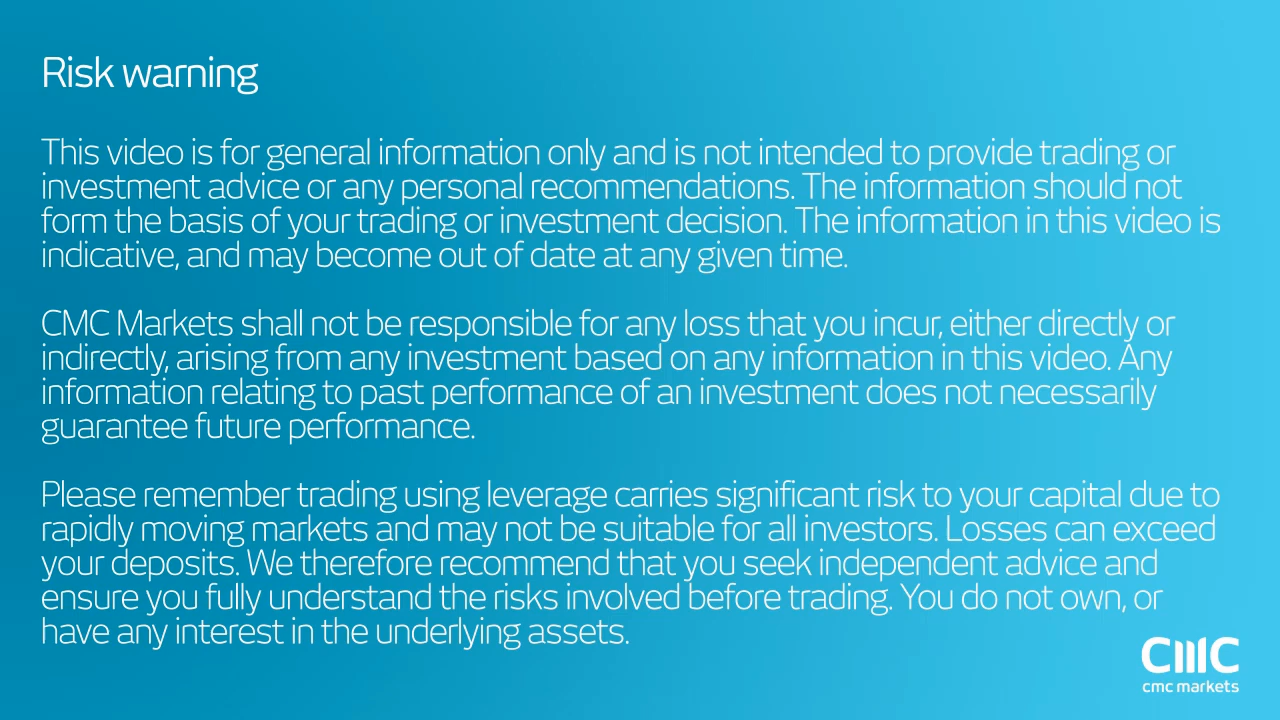 Risk warning
This video is for general information only and is not intended to provide trading or
investment advice or any personal recommendations. The information should not
form the basis of your trading or investment decision. The information in this video is
indicative, and may become out of date at any given time.
CMC Markets shall not be responsible for any loss that you incur, either directly or
indirectly, arising from any investment based on any information in this video. Any
information relating to past performance of an investment does not necessarily
guarantee future performance.
Please remember trading using leverage carries significant risk to your capital due to
rapidly moving markets and may not be suitable for all investors. Losses can exceed
your deposits. We therefore recommend that you seek independent advice and
ensure you fully understand the risks involved before trading. You do not own, or
have any interest in the underlying assets.
CMC
cmc markets